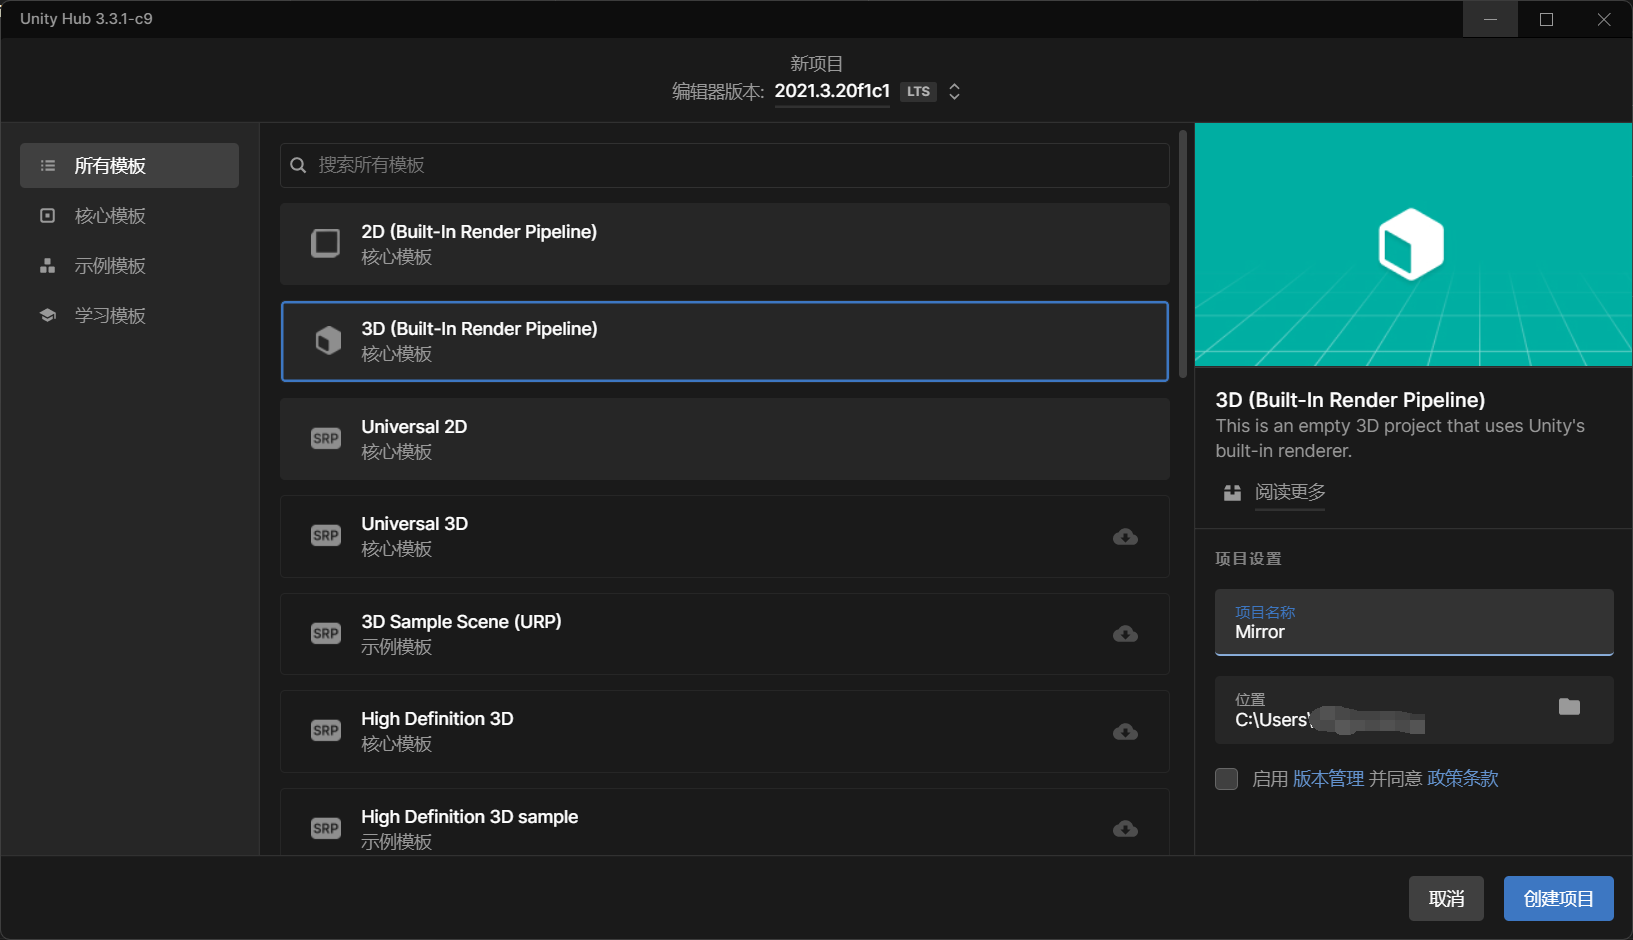 Unity Hub 3.3.1-c9
新项目
编辑器版本: 2021.3.20f1c1 LTS
所有模板
核心模板
示例模板
学习模板
搜索所有模板
2D (Built-In Render Pipeline)
核心模板
3D (Built-In Render Pipeline)
核心模板
SRP
Universal 2D
核心模板
SRP
Universal 3D
核心模板
SRP
3D Sample Scene (URP)
示例模板
SRP
High Definition 3D
核心模板
SRP
High Definition 3D sample
示例模板
3D (Built-In Render Pipeline)
This is an empty 3D project that uses Unity's
built-in renderer.
阅读更多
项目设置
项目名称
Mirror
位置
C:\Users\
启用 版本管理 并同意 政策条款
取消
创建项目